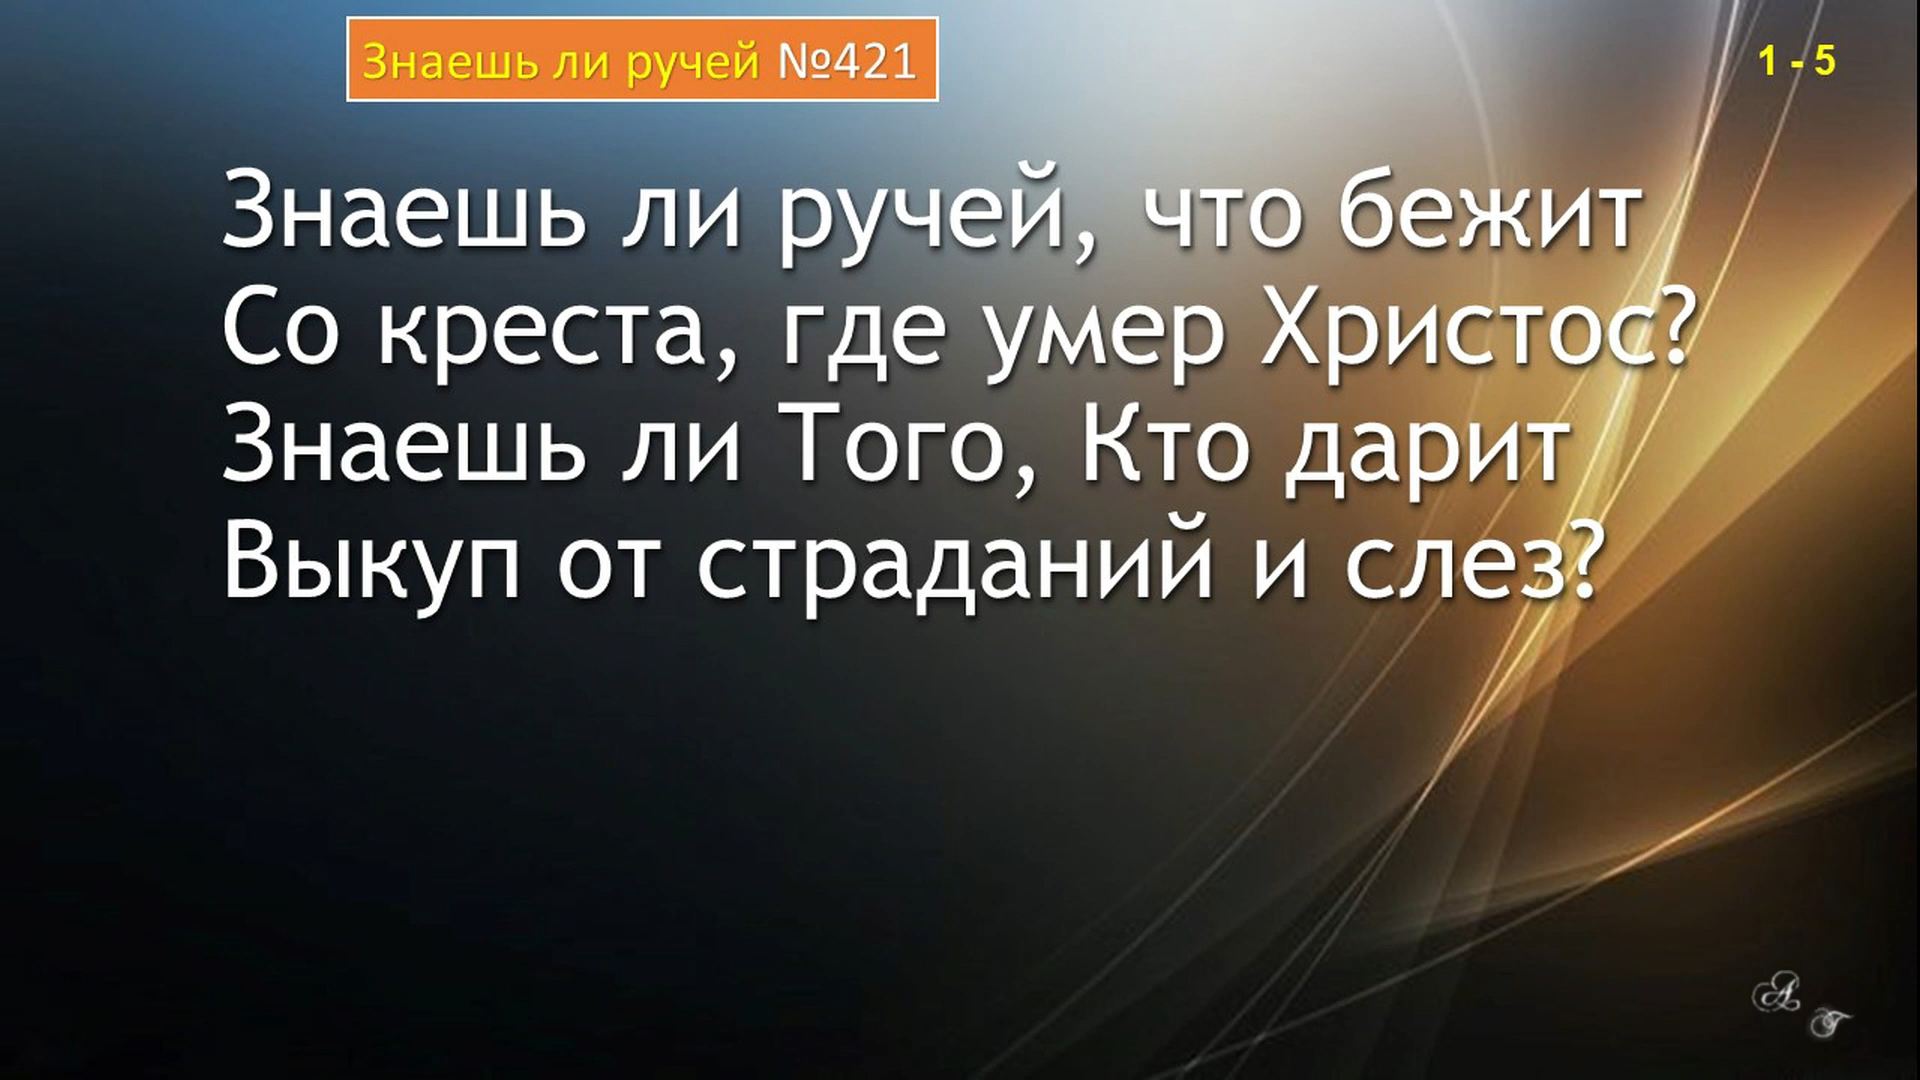 Знаешь ли ручей №421
1 - 5
Знаешь ли ручей, что бежит
Со креста, где умер Христос?
Знаешь ли Того, Кто дарит
Выкуп от страданий и слез?